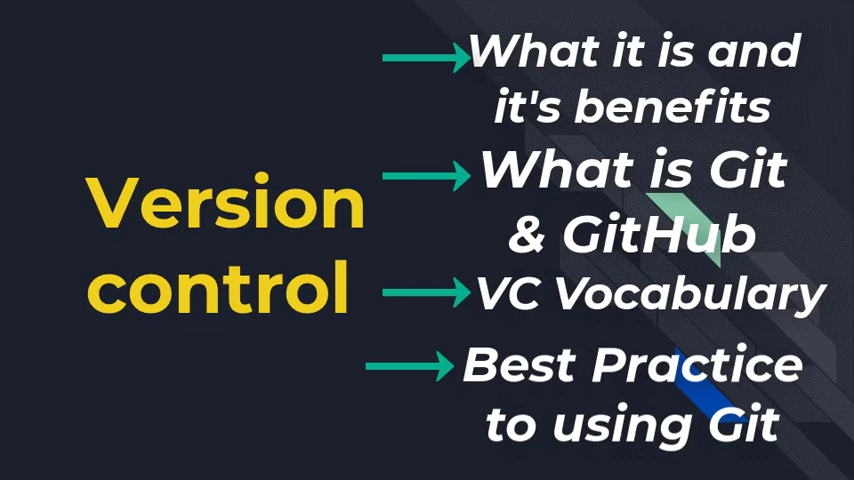 Version
control
What it is and
it's benefits
What is Git
& GitHub
VC Vocabulary
Best Practice
to using Git